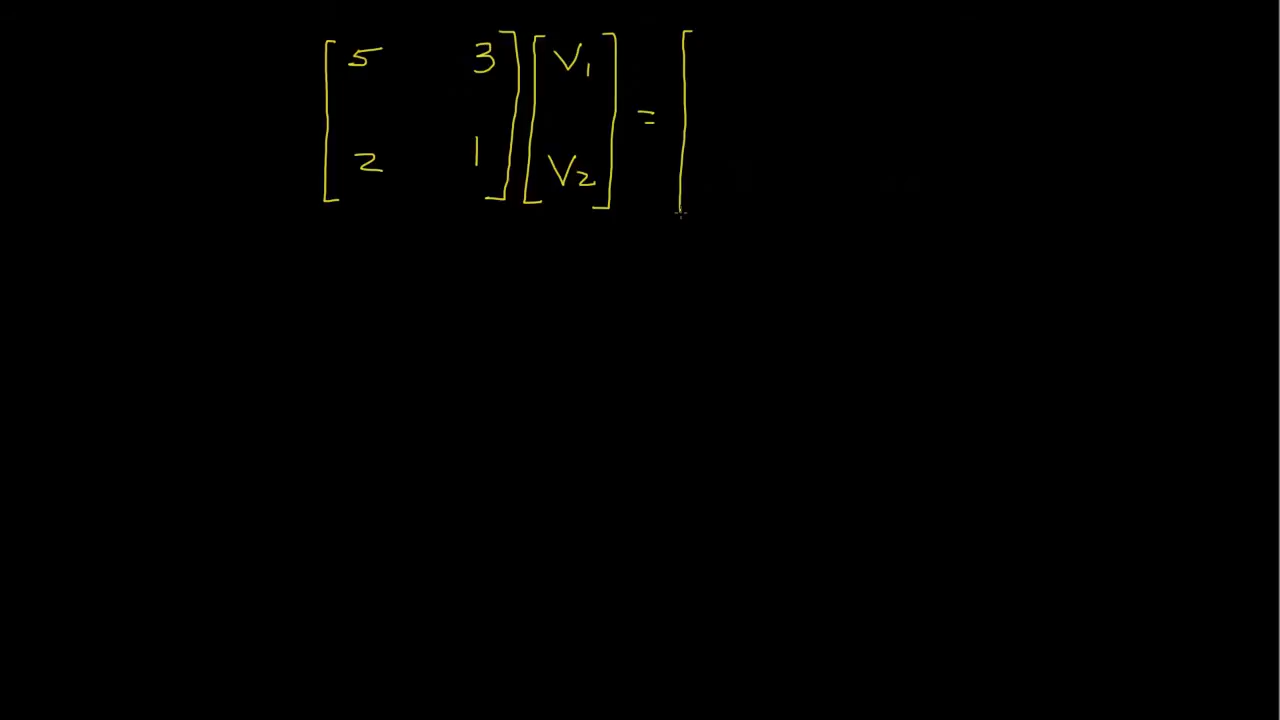 [ 5 3 ] [ V1 ] = [
[ 2 1 ] [ V2 ]